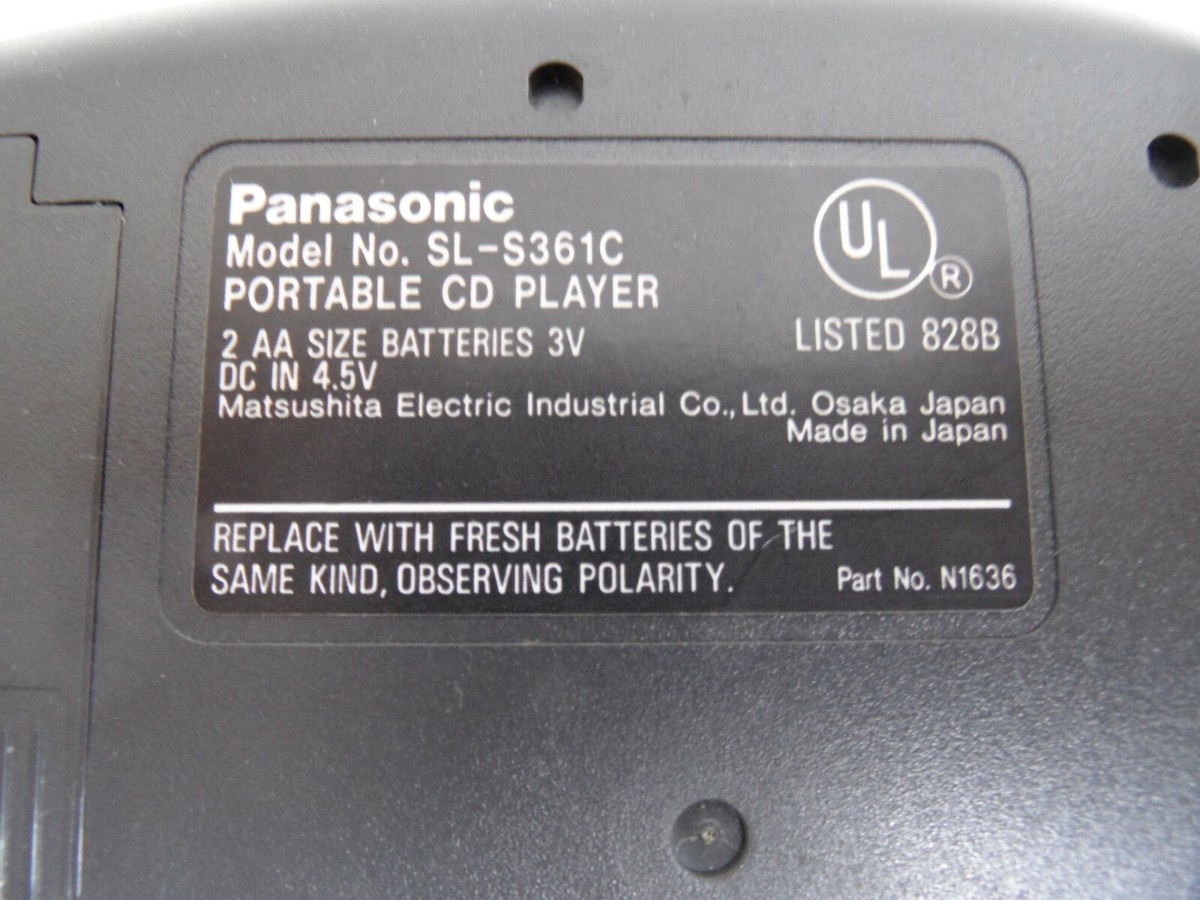 Panasonic
Model No. SL-S361C
PORTABLE CD PLAYER
2 AA SIZE BATTERIES 3V
DC IN 4.5V
UL ®
LISTED 828B
Matsushita Electric Industrial Co., Ltd. Osaka Japan
Made in Japan
REPLACE WITH FRESH BATTERIES OF THE
SAME KIND, OBSERVING POLARITY.
Part No. N1636